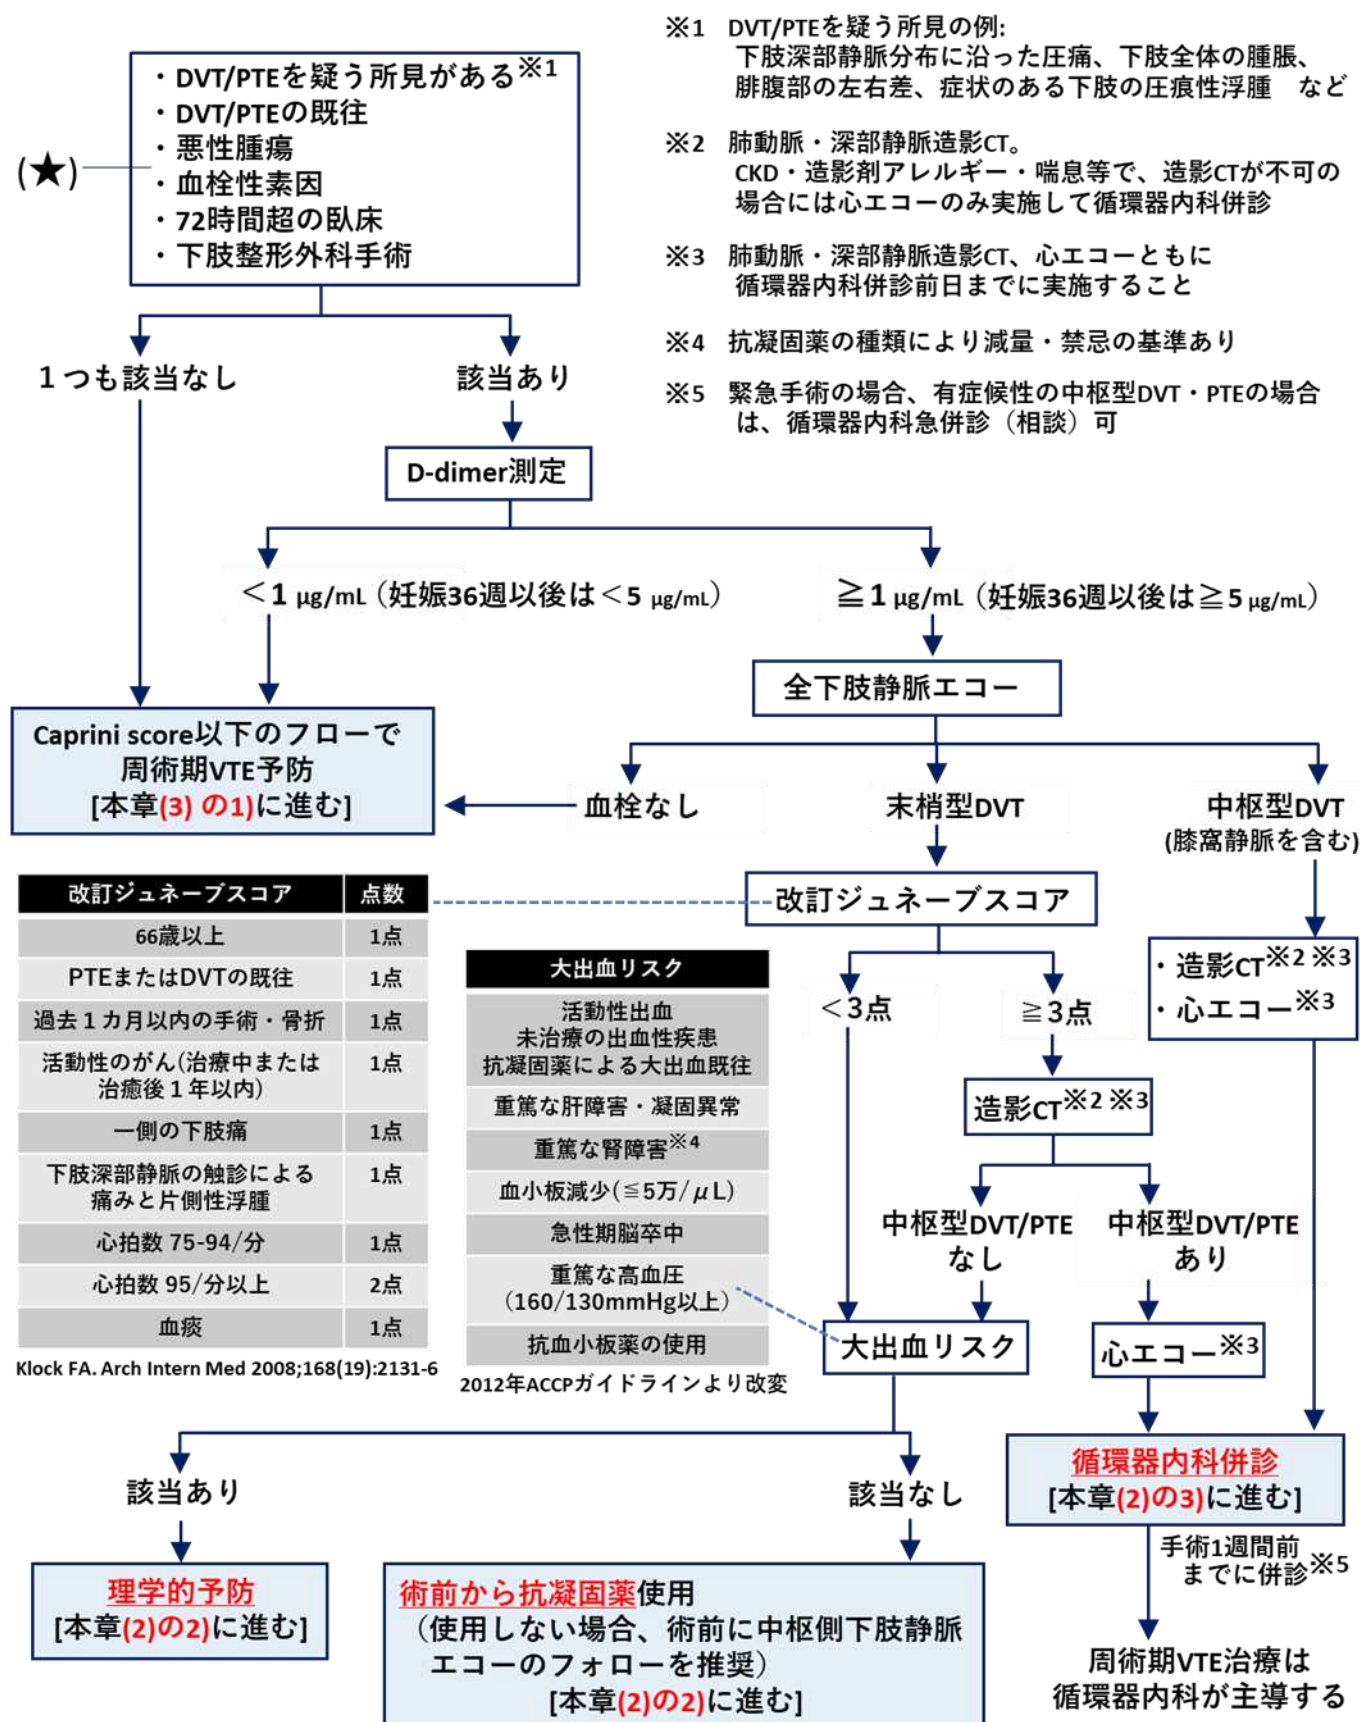 ※1 DVT/PTEを疑う所見の例:
下肢深部静脈分布に沿った圧痛、下肢全体の腫脹、
腓腹部の左右差、症状のある下肢の圧痕性浮腫 など
※2 肺動脈・深部静脈造影CT。
CKD・造影剤アレルギー・喘息等で、造影CTが不可の
場合には心エコーのみ実施して循環器内科併診
※3 肺動脈・深部静脈造影CT、心エコーともに
循環器内科併診前日までに実施すること
※4 抗凝固薬の種類により減量・禁忌の基準あり
※5 緊急手術の場合、有症候性の中枢型DVT・PTEの場合
は、循環器内科急併診（相談）可
(★)
・DVT/PTEを疑う所見がある※1
・DVT/PTEの既往
・悪性腫瘍
・血栓性素因
・72時間超の臥床
・下肢整形外科手術
１つも該当なし
該当あり
D-dimer測定
＜1 μg/mL（妊娠36週以後は＜5 μg/mL）
≧1 μg/mL（妊娠36週以後は≧5 μg/mL）
全下肢静脈エコー
Caprini score以下のフローで
周術期VTE予防
[本章(3) の1)に進む]
血栓なし
末梢型DVT
中枢型DVT
(膝窩静脈を含む)
改訂ジュネーブスコア
＜3点
≧3点
・造影CT※2 ※3
・心エコー※3
造影CT※2 ※3
中枢型DVT/PTE
なし
中枢型DVT/PTE
あり
大出血リスク
心エコー※3
改訂ジュネーブスコア 点数
66歳以上 1点
PTEまたはDVTの既往 1点
過去１カ月以内の手術・骨折 1点
活動性のがん(治療中または 1点
治癒後１年以内)
一側の下肢痛 1点
下肢深部静脈の触診による 1点
痛みと片側性浮腫
心拍数 75-94/分 1点
心拍数 95/分以上 2点
血痰 1点
Klock FA. Arch Intern Med 2008;168(19):2131-6
大出血リスク
活動性出血
未治療の出血性疾患
抗凝固薬による大出血既往
重篤な肝障害・凝固異常
重篤な腎障害※4
血小板減少(≦5万/μL)
急性期脳卒中
重篤な高血圧
（160/130mmHg以上）
抗血小板薬の使用
2012年ACCPガイドラインより改変
該当あり
該当なし
理学的予防
[本章(2)の2)に進む]
術前から抗凝固薬使用
（使用しない場合、術前に中枢側下肢静脈
エコーのフォローを推奨）
[本章(2)の2)に進む]
循環器内科併診
[本章(2)の3)に進む]
手術1週間前
までに併診※5
周術期VTE治療は
循環器内科が主導する